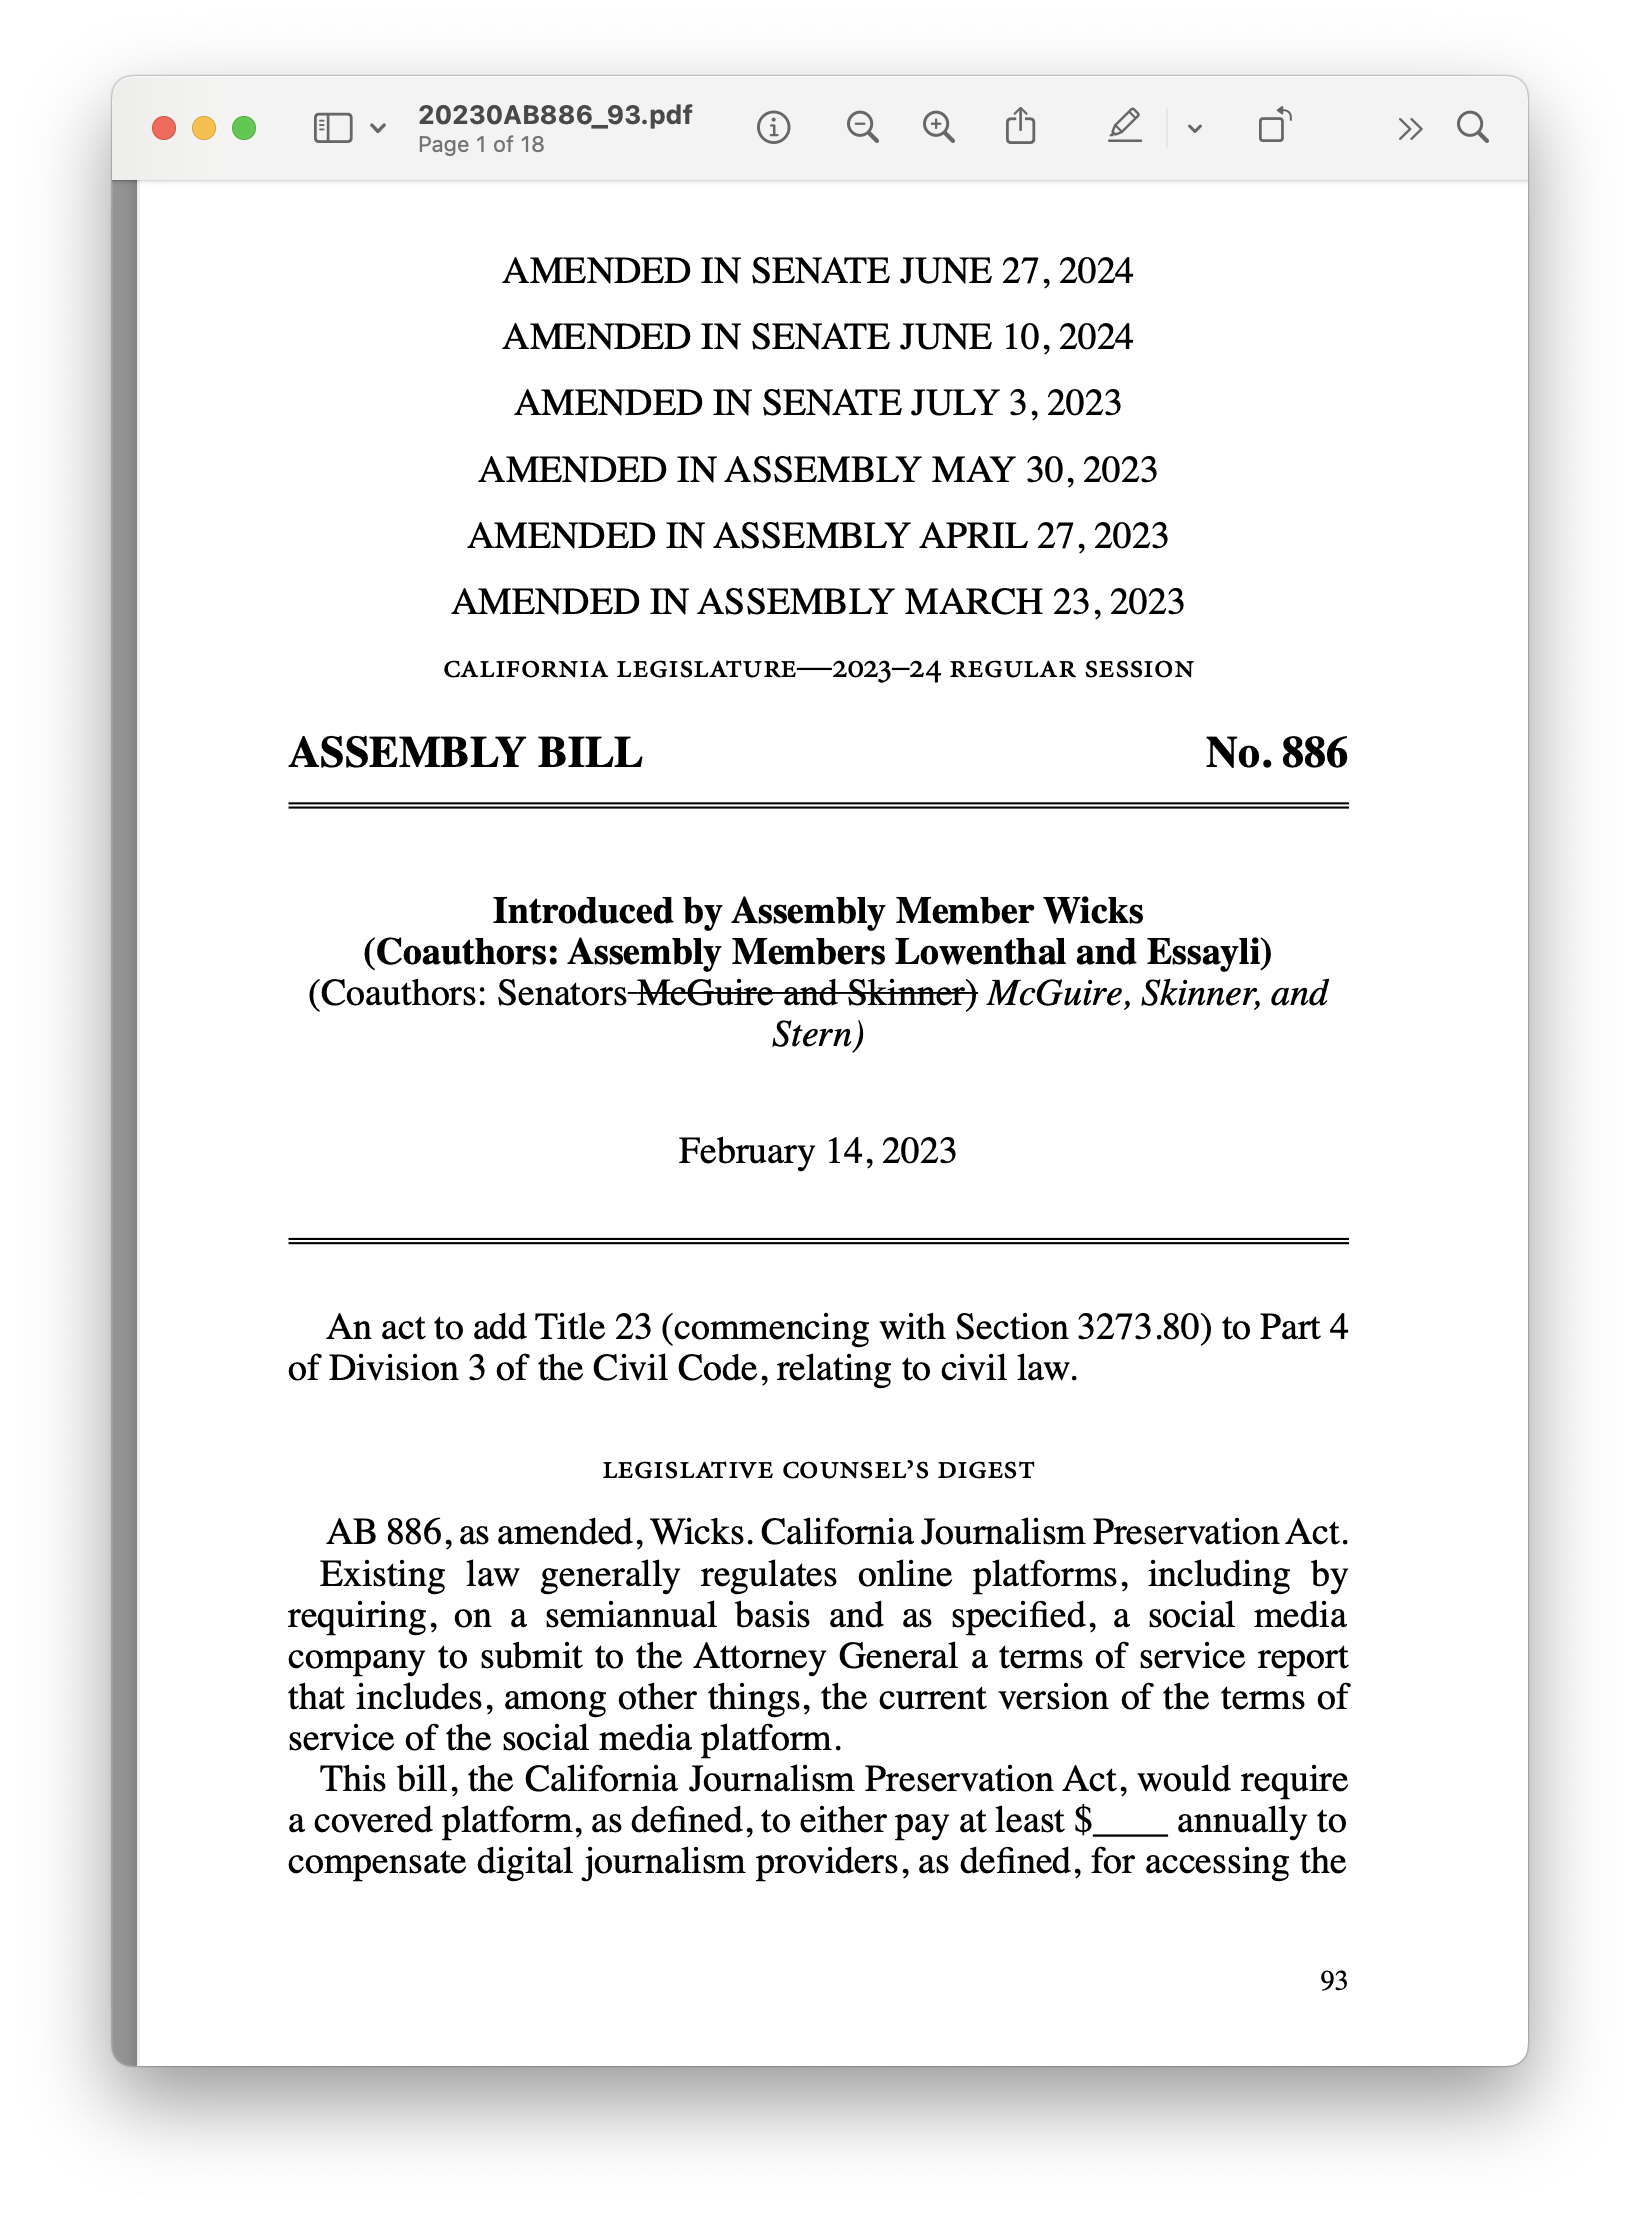 20230AB886_93.pdf
Page 1 of 18
AMENDED IN SENATE JUNE 27, 2024
AMENDED IN SENATE JUNE 10, 2024
AMENDED IN SENATE JULY 3, 2023
AMENDED IN ASSEMBLY MAY 30, 2023
AMENDED IN ASSEMBLY APRIL 27, 2023
AMENDED IN ASSEMBLY MARCH 23, 2023
CALIFORNIA LEGISLATURE—2023–24 REGULAR SESSION
ASSEMBLY BILL No. 886
Introduced by Assembly Member Wicks
(Coauthors: Assembly Members Lowenthal and Essayli)
(Coauthors: Senators McGuire and Skinner) McGuire, Skinner, and
Stern)
February 14, 2023
An act to add Title 23 (commencing with Section 3273.80) to Part 4
of Division 3 of the Civil Code, relating to civil law.
LEGISLATIVE COUNSEL’S DIGEST
AB 886, as amended, Wicks. California Journalism Preservation Act.
Existing law generally regulates online platforms, including by
requiring, on a semiannual basis and as specified, a social media
company to submit to the Attorney General a terms of service report
that includes, among other things, the current version of the terms of
service of the social media platform.
This bill, the California Journalism Preservation Act, would require
a covered platform, as defined, to either pay at least $____ annually to
compensate digital journalism providers, as defined, for accessing the
93